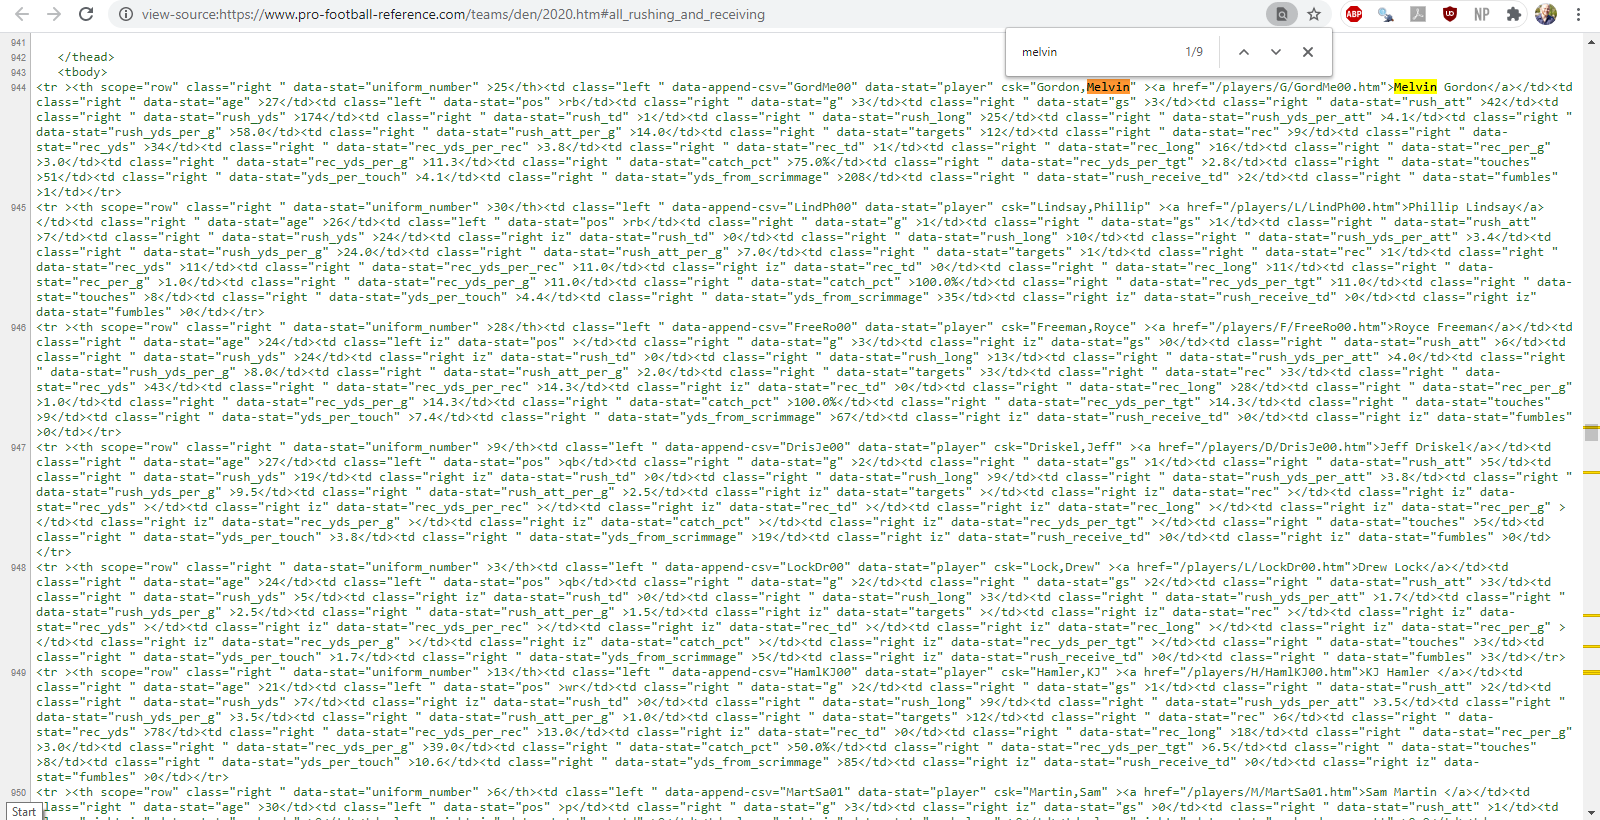 view-source:https://www.pro-football-reference.com/teams/den/2020.htm#all_rushing_and_receiving
ABP
NP
melvin
1/9
941
942 </thead>
943 <tbody>
944 <tr ><th scope="row" class="right " data-stat="uniform_number" >25</th><td class="left " data-append-csv="GordMe00" data-stat="player" csk="Gordon,Melvin" ><a href="/players/G/GordMe00.htm">Melvin Gordon</a></td><td
class="right " data-stat="age" >27</td><td class="left " data-stat="pos" >rb</td><td class="right " data-stat="g" >3</td><td class="right " data-stat="gs" >3</td><td class="right " data-stat="rush_att" >42</td><td
class="right " data-stat="rush_yds" >174</td><td class="right " data-stat="rush_td" >1</td><td class="right " data-stat="rush_long" >25</td><td class="right " data-stat="rush_yds_per_att" >4.1</td><td class="right "
data-stat="rush_yds_per_g" >58.0</td><td class="right " data-stat="rush_att_per_g" >14.0</td><td class="right " data-stat="targets" >12</td><td class="right " data-stat="rec" >9</td><td class="right " data-
stat="rec_yds" >34</td><td class="right " data-stat="rec_yds_per_rec" >3.8</td><td class="right " data-stat="rec_td" >1</td><td class="right " data-stat="rec_long" >16</td><td class="right " data-stat="rec_per_g"
>3.0</td><td class="right " data-stat="rec_yds_per_g" >11.3</td><td class="right " data-stat="catch_pct" >75.0%</td><td class="right " data-stat="rec_yds_per_tgt" >2.8</td><td class="right " data-stat="touches"
>51</td><td class="right " data-stat="yds_per_touch" >4.1</td><td class="right " data-stat="yds_from_scrimmage" >208</td><td class="right " data-stat="rush_receive_td" >2</td><td class="right " data-stat="fumbles"
>1</td></tr>
945 <tr ><th scope="row" class="right " data-stat="uniform_number" >30</th><td class="left " data-append-csv="LindPh00" data-stat="player" csk="Lindsay,Phillip" ><a href="/players/L/LindPh00.htm">Phillip Lindsay</a>
</td><td class="right " data-stat="age" >26</td><td class="left " data-stat="pos" >rb</td><td class="right " data-stat="g" >1</td><td class="right " data-stat="gs" >1</td><td class="right " data-stat="rush_att"
>7</td><td class="right " data-stat="rush_yds" >24</td><td class="right iz" data-stat="rush_td" >0</td><td class="right " data-stat="rush_long" >10</td><td class="right " data-stat="rush_yds_per_att" >3.4</td><td
class="right " data-stat="rush_yds_per_g" >24.0</td><td class="right " data-stat="rush_att_per_g" >7.0</td><td class="right " data-stat="targets" >1</td><td class="right " data-stat="rec" >1</td><td class="right "
data-stat="rec_yds" >11</td><td class="right " data-stat="rec_yds_per_rec" >11.0</td><td class="right iz" data-stat="rec_td" >0</td><td class="right " data-stat="rec_long" >11</td><td class="right " data-
stat="rec_per_g" >1.0</td><td class="right " data-stat="rec_yds_per_g" >11.0</td><td class="right " data-stat="catch_pct" >100.0%</td><td class="right " data-stat="rec_yds_per_tgt" >11.0</td><td class="right " data-
stat="touches" >8</td><td class="right " data-stat="yds_per_touch" >4.4</td><td class="right " data-stat="yds_from_scrimmage" >35</td><td class="right iz" data-stat="rush_receive_td" >0</td><td class="right iz"
data-stat="fumbles" >0</td></tr>
946 <tr ><th scope="row" class="right " data-stat="uniform_number" >28</th><td class="left " data-append-csv="FreeRo00" data-stat="player" csk="Freeman,Royce" ><a href="/players/F/FreeRo00.htm">Royce Freeman</a></td><td
class="right " data-stat="age" >24</td><td class="left iz" data-stat="pos" ></td><td class="right " data-stat="g" >3</td><td class="right iz" data-stat="gs" >0</td><td class="right " data-stat="rush_att" >6</td><td
class="right " data-stat="rush_yds" >24</td><td class="right iz" data-stat="rush_td" >0</td><td class="right " data-stat="rush_long" >13</td><td class="right " data-stat="rush_yds_per_att" >4.0</td><td class="right
" data-stat="rush_yds_per_g" >8.0</td><td class="right " data-stat="rush_att_per_g" >2.0</td><td class="right " data-stat="targets" >3</td><td class="right " data-stat="rec" >3</td><td class="right " data-
stat="rec_yds" >43</td><td class="right " data-stat="rec_yds_per_rec" >14.3</td><td class="right iz" data-stat="rec_td" >0</td><td class="right " data-stat="rec_long" >28</td><td class="right " data-stat="rec_per_g"
>1.0</td><td class="right " data-stat="rec_yds_per_g" >14.3</td><td class="right " data-stat="catch_pct" >100.0%</td><td class="right " data-stat="rec_yds_per_tgt" >14.3</td><td class="right " data-stat="touches"
>9</td><td class="right " data-stat="yds_per_touch" >7.4</td><td class="right " data-stat="yds_from_scrimmage" >67</td><td class="right iz" data-stat="rush_receive_td" >0</td><td class="right iz" data-stat="fumbles"
>0</td></tr>
947 <tr ><th scope="row" class="right " data-stat="uniform_number" >9</th><td class="left " data-append-csv="DrisJe00" data-stat="player" csk="Driskel,Jeff" ><a href="/players/D/DrisJe00.htm">Jeff Driskel</a></td><td
class="right " data-stat="age" >27</td><td class="left " data-stat="pos" >qb</td><td class="right " data-stat="g" >2</td><td class="right " data-stat="gs" >1</td><td class="right " data-stat="rush_att" >5</td><td
class="right " data-stat="rush_yds" >19</td><td class="right iz" data-stat="rush_td" >0</td><td class="right " data-stat="rush_long" >9</td><td class="right " data-stat="rush_yds_per_att" >3.8</td><td class="right "
data-stat="rush_yds_per_g" >9.5</td><td class="right " data-stat="rush_att_per_g" >2.5</td><td class="right iz" data-stat="targets" ></td><td class="right iz" data-stat="rec" ></td><td class="right iz" data-
stat="rec_yds" ></td><td class="right iz" data-stat="rec_yds_per_rec" ></td><td class="right iz" data-stat="rec_td" ></td><td class="right iz" data-stat="rec_long" ></td><td class="right iz" data-stat="rec_per_g" >
</td><td class="right iz" data-stat="rec_yds_per_g" ></td><td class="right iz" data-stat="catch_pct" ></td><td class="right iz" data-stat="rec_yds_per_tgt" ></td><td class="right " data-stat="touches" >5</td><td
class="right " data-stat="yds_per_touch" >3.8</td><td class="right " data-stat="yds_from_scrimmage" >19</td><td class="right iz" data-stat="rush_receive_td" >0</td><td class="right iz" data-stat="fumbles" >0</td>
</tr>
948 <tr ><th scope="row" class="right " data-stat="uniform_number" >3</th><td class="left " data-append-csv="LockDr00" data-stat="player" csk="Lock,Drew" ><a href="/players/L/LockDr00.htm">Drew Lock</a></td><td
class="right " data-stat="age" >24</td><td class="left " data-stat="pos" >qb</td><td class="right " data-stat="g" >2</td><td class="right " data-stat="gs" >2</td><td class="right " data-stat="rush_att" >3</td><td
class="right " data-stat="rush_yds" >5</td><td class="right iz" data-stat="rush_td" >0</td><td class="right " data-stat="rush_long" >3</td><td class="right " data-stat="rush_yds_per_att" >1.7</td><td class="right "
data-stat="rush_yds_per_g" >2.5</td><td class="right " data-stat="rush_att_per_g" >1.5</td><td class="right iz" data-stat="targets" ></td><td class="right iz" data-stat="rec" ></td><td class="right iz" data-
stat="rec_yds" ></td><td class="right iz" data-stat="rec_yds_per_rec" ></td><td class="right iz" data-stat="rec_td" ></td><td class="right iz" data-stat="rec_long" ></td><td class="right iz" data-stat="rec_per_g" >
</td><td class="right iz" data-stat="rec_yds_per_g" ></td><td class="right iz" data-stat="catch_pct" ></td><td class="right iz" data-stat="rec_yds_per_tgt" ></td><td class="right " data-stat="touches" >3</td><td
class="right " data-stat="yds_per_touch" >1.7</td><td class="right " data-stat="yds_from_scrimmage" >5</td><td class="right iz" data-stat="rush_receive_td" >0</td><td class="right " data-stat="fumbles" >3</td></tr>
949 <tr ><th scope="row" class="right " data-stat="uniform_number" >13</th><td class="left " data-append-csv="HamlKJ00" data-stat="player" csk="Hamler,KJ" ><a href="/players/H/HamlKJ00.htm">KJ Hamler </a></td><td
class="right " data-stat="age" >21</td><td class="left " data-stat="pos" >wr</td><td class="right " data-stat="g" >2</td><td class="right " data-stat="gs" >1</td><td class="right " data-stat="rush_att" >2</td><td
class="right " data-stat="rush_yds" >7</td><td class="right iz" data-stat="rush_td" >0</td><td class="right " data-stat="rush_long" >9</td><td class="right " data-stat="rush_yds_per_att" >3.5</td><td class="right "
data-stat="rush_yds_per_g" >3.5</td><td class="right " data-stat="rush_att_per_g" >1.0</td><td class="right " data-stat="targets" >12</td><td class="right " data-stat="rec" >6</td><td class="right " data-
stat="rec_yds" >78</td><td class="right " data-stat="rec_yds_per_rec" >13.0</td><td class="right iz" data-stat="rec_td" >0</td><td class="right " data-stat="rec_long" >18</td><td class="right " data-stat="rec_per_g"
>3.0</td><td class="right " data-stat="rec_yds_per_g" >39.0</td><td class="right " data-stat="catch_pct" >50.0%</td><td class="right " data-stat="rec_yds_per_tgt" >6.5</td><td class="right " data-stat="touches"
>8</td><td class="right " data-stat="yds_per_touch" >10.6</td><td class="right " data-stat="yds_from_scrimmage" >85</td><td class="right iz" data-stat="rush_receive_td" >0</td><td class="right iz" data-
stat="fumbles" >0</td></tr>
950 <tr ><th scope="row" class="right " data-stat="uniform_number" >6</th><td class="left " data-append-csv="MartSa01" data-stat="player" csk="Martin,Sam" ><a href="/players/M/MartSa01.htm">Sam Martin </a></td><td
class="right " data-stat="age" >30</td><td class="left " data-stat="pos" >p</td><td class="right " data-stat="g" >3</td><td class="right iz" data-stat="gs" >0</td><td class="right " data-stat="rush_att" >1</td><td
Start